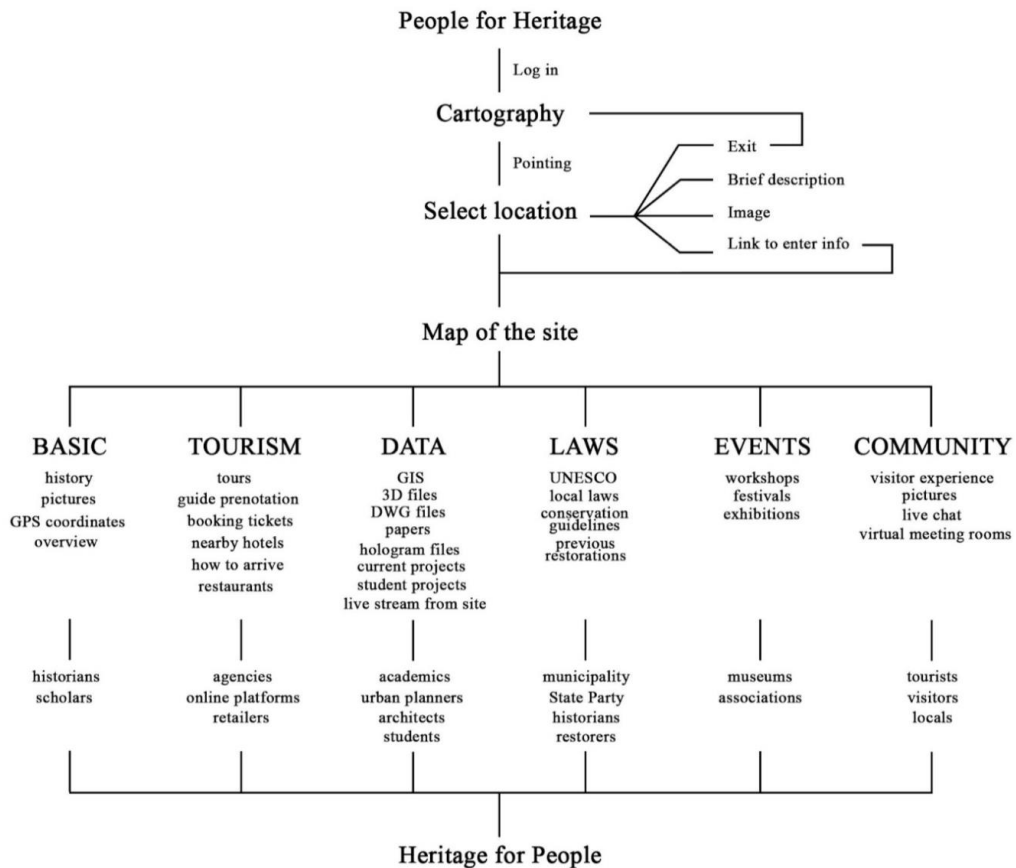 People for Heritage
Log in
Cartography
Exit
Pointing
Brief description
Select location
Image
Link to enter info
Map of the site
BASIC
history
pictures
GPS coordinates
overview
TOURISM
tours
guide prenotation
booking tickets
nearby hotels
how to arrive
restaurants
DATA
GIS
3D files
DWG files
papers
hologram files
current projects
student projects
live stream from site
LAWS
UNESCO
local laws
conservation
guidelines
previous
restorations
EVENTS
workshops
festivals
exhibitions
COMMUNITY
visitor experience
pictures
live chat
virtual meeting rooms
historians
scholars
agencies
online platforms
retailers
academics
urban planners
architects
students
municipality
State Party
historians
restorers
museums
associations
tourists
visitors
locals
Heritage for People